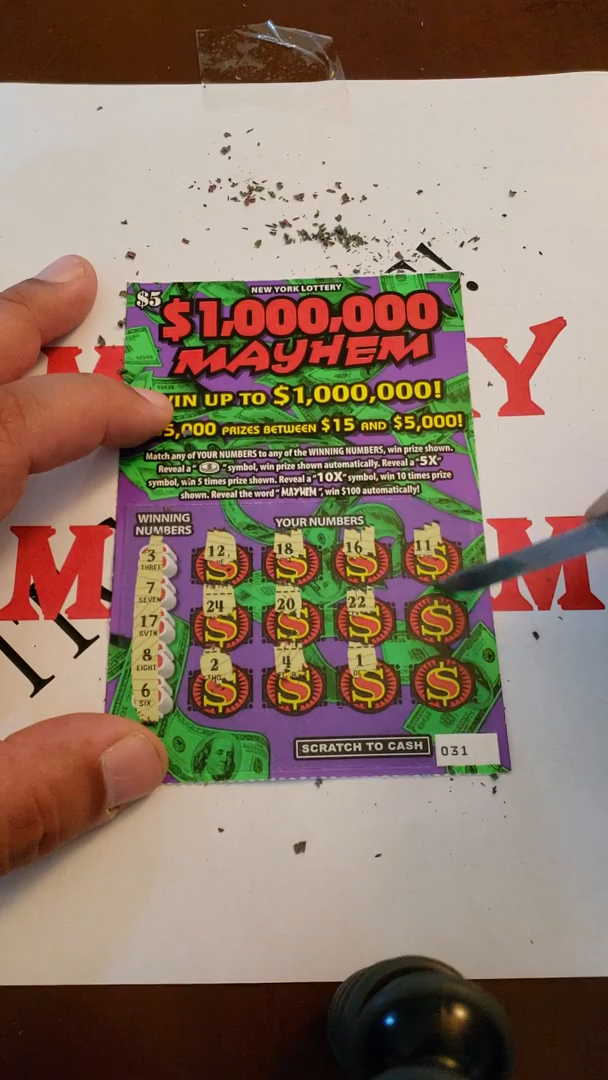 $5
NEW YORK LOTTERY
$1,000,000
MAYHEM
WIN UP TO $1,000,000!
5,000 PRIZES BETWEEN $15 AND $5,000!
Match any of YOUR NUMBERS to any of the WINNING NUMBERS, win prize shown.
Reveal a " " symbol, win prize shown automatically. Reveal a "5X"
symbol, win 5 times prize shown. Reveal a "10X" symbol, win 10 times prize
shown. Reveal the word "MAYHEM", win $100 automatically!
WINNING NUMBERS
YOUR NUMBERS
3
THREE
12
18
16
11
7
SEVEN
24
20
22
17
SVTN
8
EIGHT
2
TWO
4
1
6
SIX
SCRATCH TO CASH
031
Y
M
M